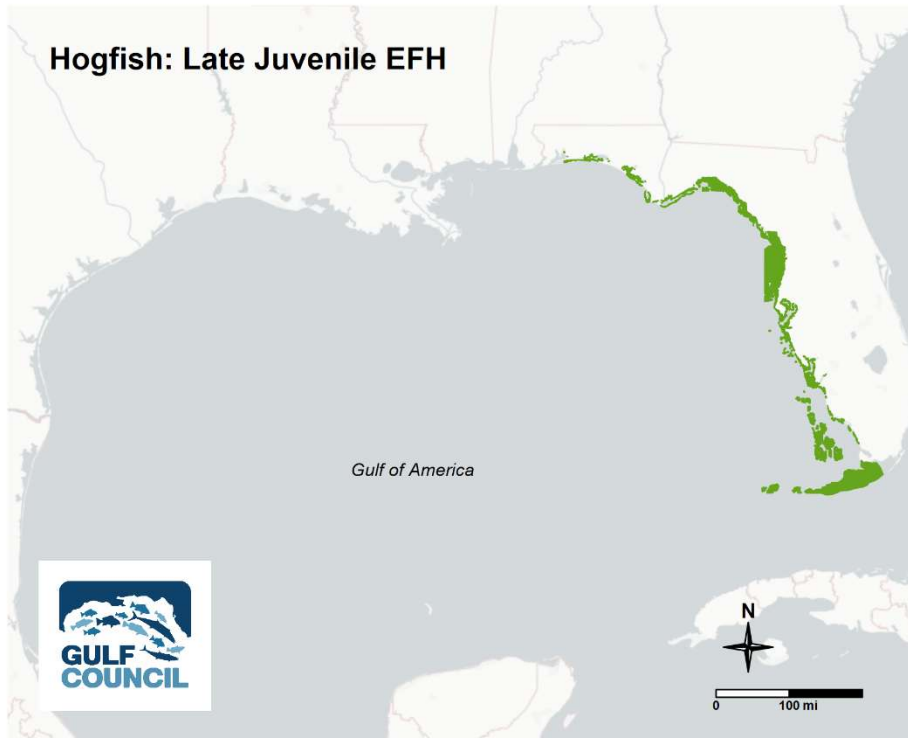 Hogfish: Late Juvenile EFH
Gulf of America
GULF
COUNCIL
N
0 100 mi